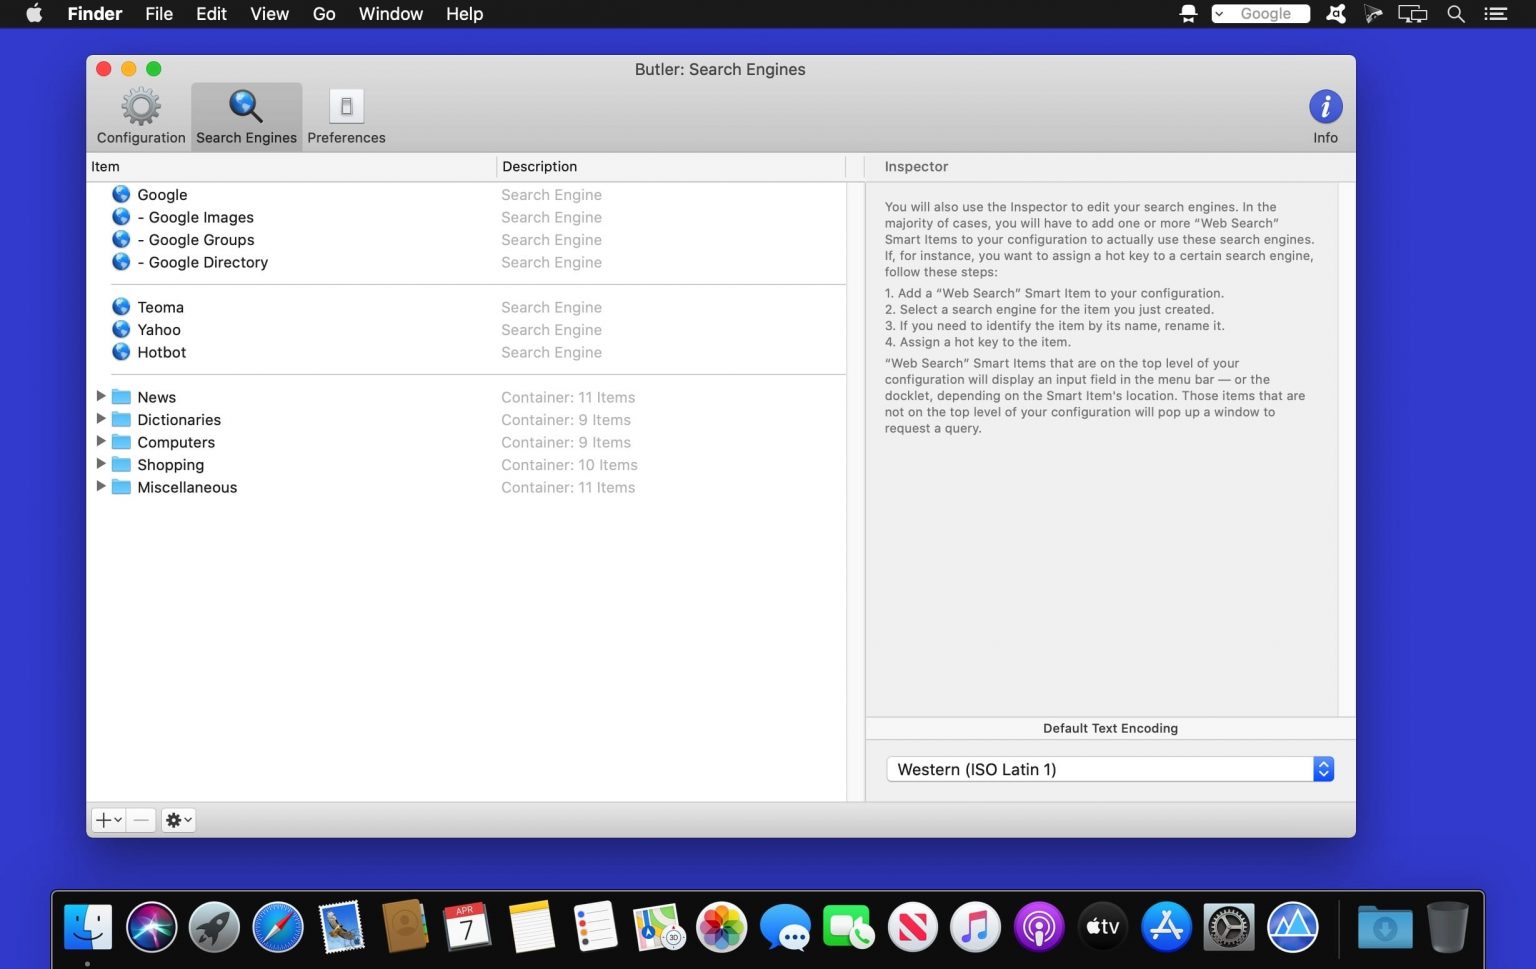 Finder File Edit View Go Window Help
Google
Butler: Search Engines
Configuration Search Engines Preferences
Info
Item Description Inspector
Google Search Engine
- Google Images Search Engine
- Google Groups Search Engine
- Google Directory Search Engine
Teoma Search Engine
Yahoo Search Engine
Hotbot Search Engine
News Container: 11 Items
Dictionaries Container: 9 Items
Computers Container: 9 Items
Shopping Container: 10 Items
Miscellaneous Container: 11 Items
You will also use the Inspector to edit your search engines. In the
majority of cases, you will have to add one or more “Web Search”
Smart Items to your configuration to actually use these search engines.
If, for instance, you want to assign a hot key to a certain search engine,
follow these steps:
1. Add a “Web Search” Smart Item to your configuration.
2. Select a search engine for the item you just created.
3. If you need to identify the item by its name, rename it.
4. Assign a hot key to the item.
“Web Search” Smart Items that are on the top level of your
configuration will display an input field in the menu bar — or the
docklet, depending on the Smart Item's location. Those items that are
not on the top level of your configuration will pop up a window to
request a query.
Default Text Encoding
Western (ISO Latin 1)
APR
7
3D
tv